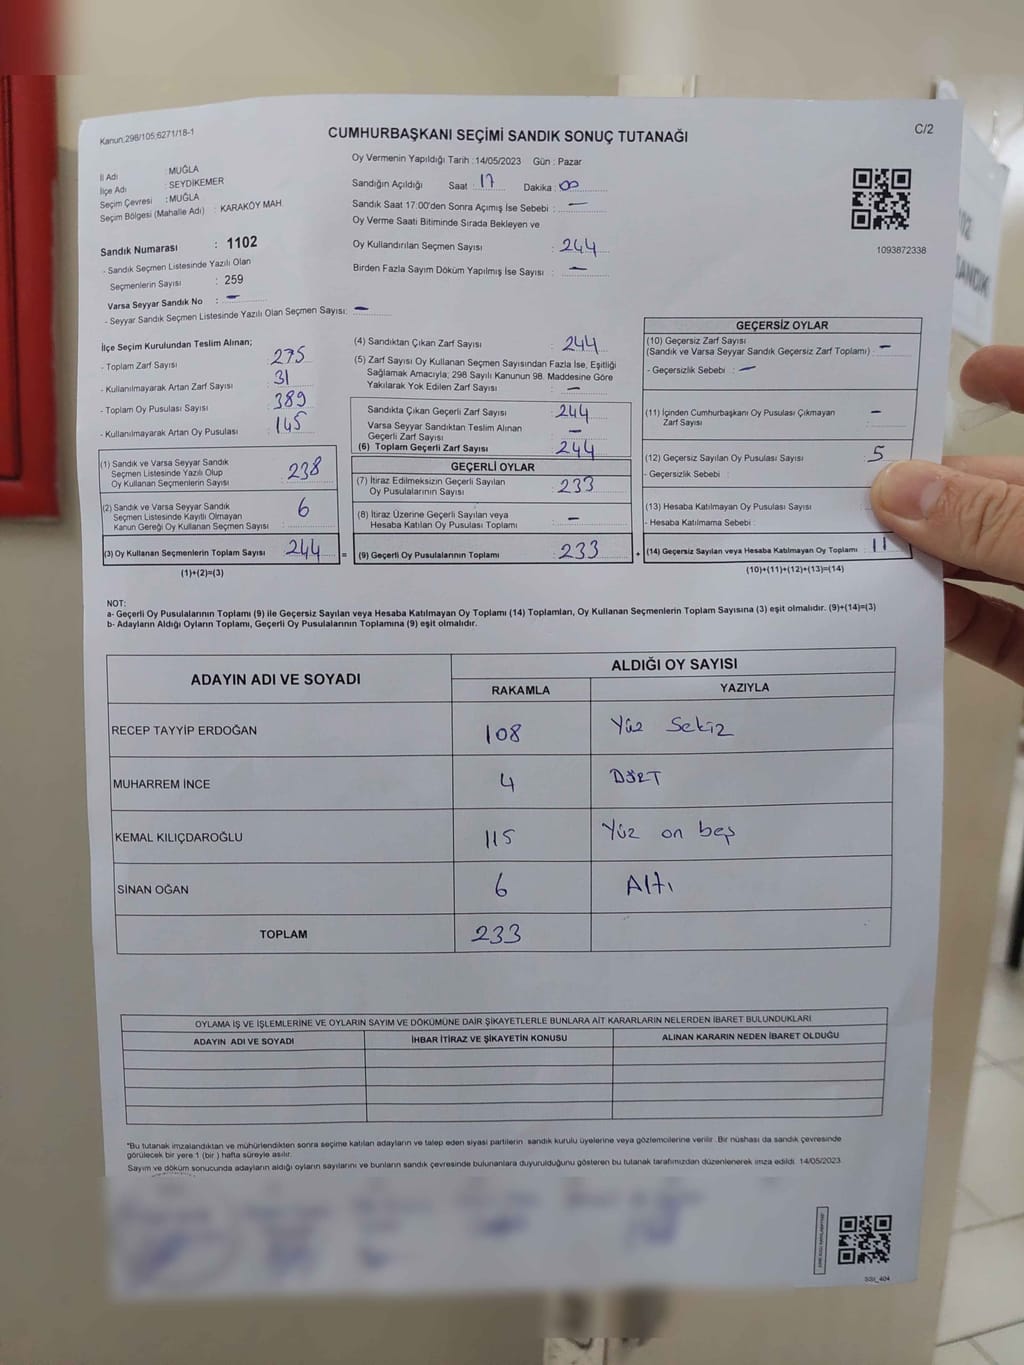 Kanun;298/105;6271/18-1
CUMHURBAŞKANI SEÇİMİ SANDIK SONUÇ TUTANAĞI
C/2
İl Adı : MUĞLA
İlçe Adı : SEYDİKEMER
Seçim Çevresi : MUĞLA
Seçim Bölgesi (Mahalle Adı) : KARAKÖY MAH.
Sandık Numarası : 1102
- Sandık Seçmen Listesinde Yazılı Olan
Seçmenlerin Sayısı : 259
Varsa Seyyar Sandık No : –
- Seyyar Sandık Seçmen Listesinde Yazılı Olan Seçmen Sayısı: –
Oy Vermenin Yapıldığı Tarih : 14/05/2023 Gün : Pazar
Sandığın Açıldığı Saat : 17 Dakika : 00
Sandık Saat 17:00'den Sonra Açımış İse Sebebi : –
Oy Verme Saati Bitiminde Sırada Bekleyen ve
Oy Kullandırılan Seçmen Sayısı : 244
Birden Fazla Sayım Döküm Yapılmış İse Sayısı : –
1093872338
SANDIK
İlçe Seçim Kurulundan Teslim Alınan;
- Toplam Zarf Sayısı : 275
- Kullanılmayarak Artan Zarf Sayısı : 31
- Toplam Oy Pusulası Sayısı : 389
- Kullanılmayarak Artan Oy Pusulası : 145
(1) Sandık ve Varsa Seyyar Sandık
Seçmen Listesinde Yazılı Olup
Oy Kullanan Seçmenlerin Sayısı : 238
(2) Sandık ve Varsa Seyyar Sandık
Seçmen Listesinde Kayıtlı Olmayan
Kanun Gereği Oy Kullanan Seçmen Sayısı : 6
(3) Oy Kullanan Seçmenlerin Toplam Sayısı : 244 =
(1)+(2)=(3)
(4) Sandıktan Çıkan Zarf Sayısı : 244
(5) Zarf Sayısı Oy Kullanan Seçmen Sayısından Fazla İse, Eşitliği
Sağlamak Amacıyla; 298 Sayılı Kanunun 98. Maddesine Göre
Yakılarak Yok Edilen Zarf Sayısı : –
Sandıkta Çıkan Geçerli Zarf Sayısı : 244
Varsa Seyyar Sandıktan Teslim Alınan
Geçerli Zarf Sayısı : –
(6) Toplam Geçerli Zarf Sayısı : 244
GEÇERLİ OYLAR
(7) İtiraz Edilmeksizin Geçerli Sayılan
Oy Pusulalarının Sayısı : 233
(8) İtiraz Üzerine Geçerli Sayılan veya
Hesaba Katılan Oy Pusulası Toplamı : –
(9) Geçerli Oy Pusulalarının Toplamı : 233 +
GEÇERSİZ OYLAR
(10) Geçersiz Zarf Sayısı
(Sandık ve Varsa Seyyar Sandık Geçersiz Zarf Toplamı) : –
- Geçersizlik Sebebi : –
(11) İçinden Cumhurbaşkanı Oy Pusulası Çıkmayan
Zarf Sayısı : –
(12) Geçersiz Sayılan Oy Pusulası Sayısı : 5
- Geçersizlik Sebebi :
(13) Hesaba Katılmayan Oy Pusulası Sayısı :
- Hesaba Katılmama Sebebi :
(14) Geçersiz Sayılan veya Hesaba Katılmayan Oy Toplamı : 11
(10)+(11)+(12)+(13)=(14)
NOT:
a- Geçerli Oy Pusulalarının Toplamı (9) ile Geçersiz Sayılan veya Hesaba Katılmayan Oy Toplamı (14) Toplamları, Oy Kullanan Seçmenlerin Toplam Sayısına (3) eşit olmalıdır. (9)+(14)=(3)
b- Adayların Aldığı Oyların Toplamı, Geçerli Oy Pusulalarının Toplamına (9) eşit olmalıdır.
ADAYIN ADI VE SOYADI ALDIĞI OY SAYISI
RAKAMLA YAZIYLA
RECEP TAYYİP ERDOĞAN 108 Yüz Sekiz
MUHARREM İNCE 4 DÖRT
KEMAL KILIÇDAROĞLU 115 Yüz on beş
SİNAN OĞAN 6 Altı
TOPLAM 233
OYLAMA İŞ VE İŞLEMLERİNE VE OYLARIN SAYIM VE DÖKÜMÜNE DAİR ŞİKAYETLERLE BUNLARA AİT KARARLARIN NELERDEN İBARET BULUNDUKLARI
ADAYIN ADI VE SOYADI İHBAR İTİRAZ VE ŞİKAYETİN KONUSU ALINAN KARARIN NEDEN İBARET OLDUĞU
*Bu tutanak imzalandıktan ve mühürlendikten sonra seçime katılan adayların ve talep eden siyasi partilerin sandık kurulu üyelerine veya gözlemcilerine verilir. Bir nüshası da sandık çevresinde
görülecek bir yere 1 (bir ) hafta süreyle asılır.
Sayım ve döküm sonucunda adayların aldığı oyların sayılarını ve bunların sandık çevresinde bulunanlara duyurulduğunu gösteren bu tutanak tarafımızdan düzenlenerek imza edildi. 14/05/2023
SSI_404